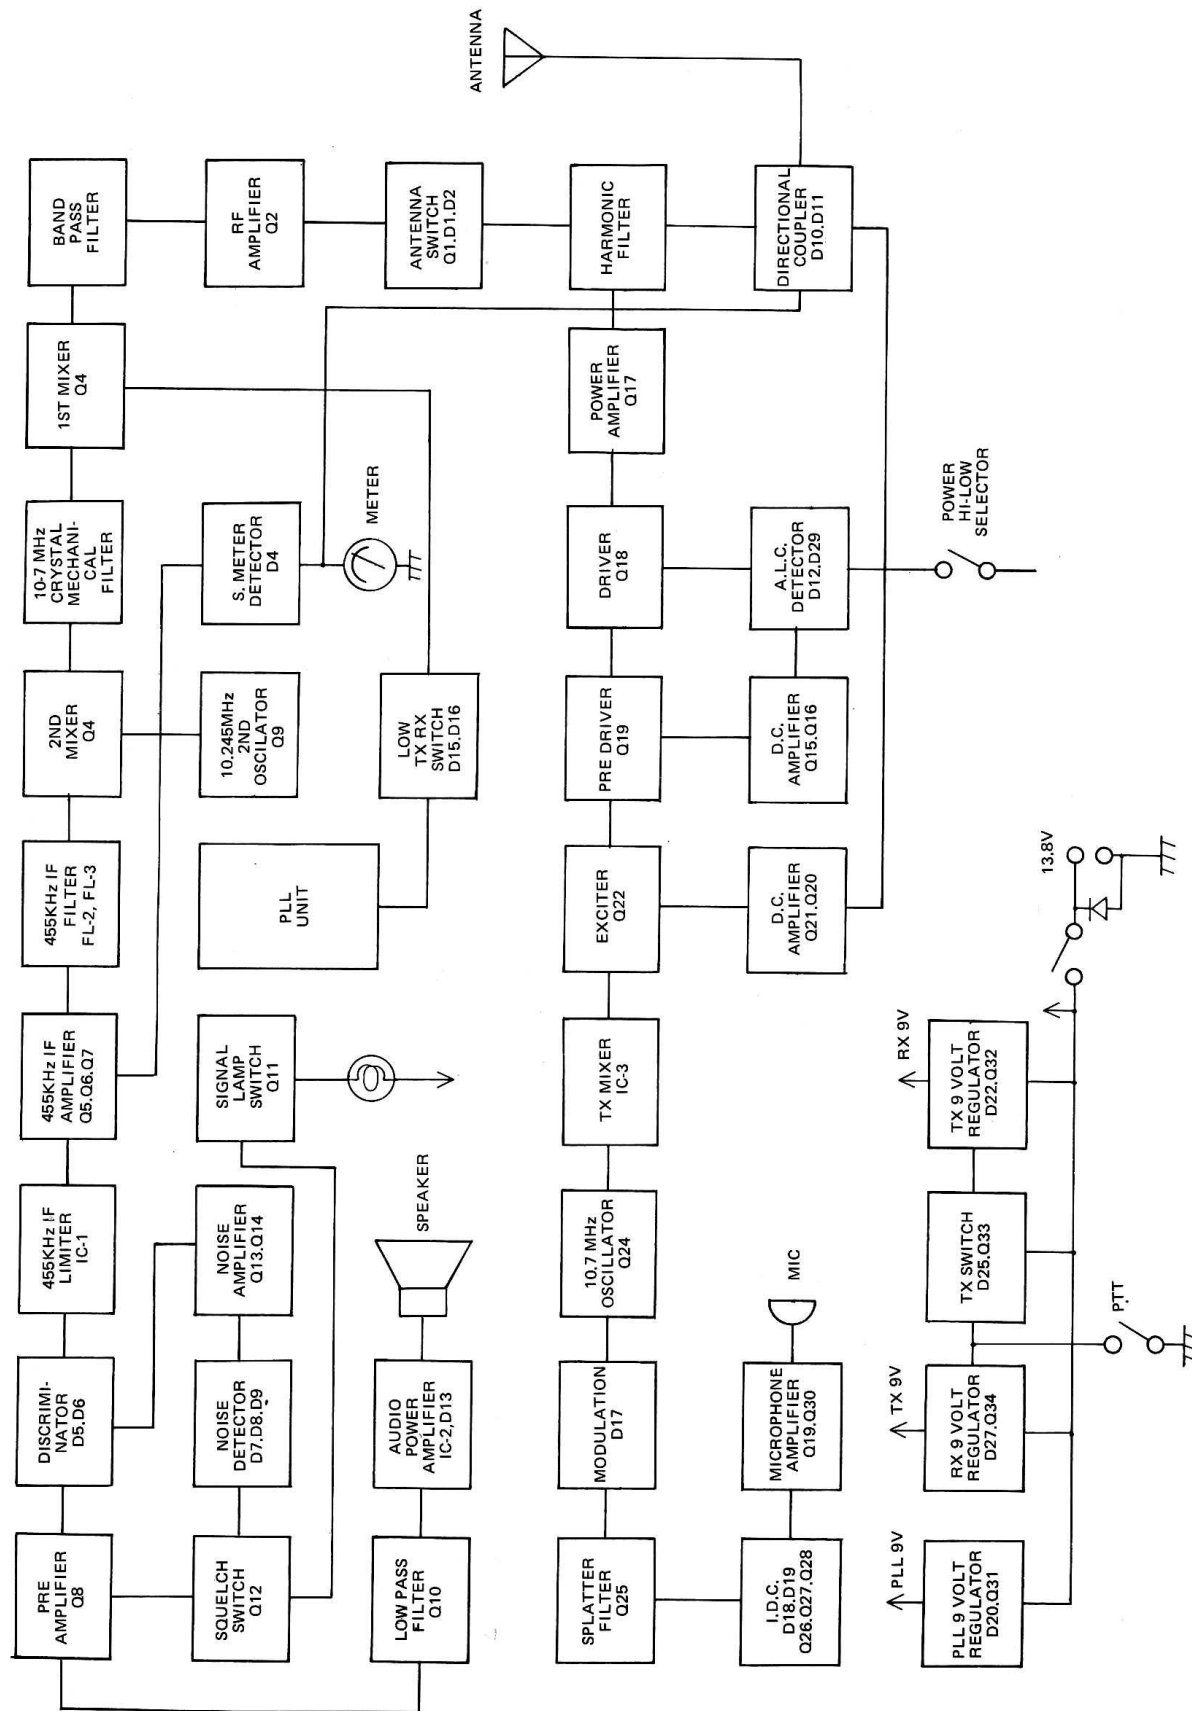 PRE
AMPLIFIER
Q8
DISCRIMI-
NATOR
D5.D6
455KHz IF
LIMITER
IC-1
455KHz IF
AMPLIFIER
Q5.Q6.Q7
455KHz IF
FILTER
FL-2, FL-3
2ND
MIXER
Q4
10-7 MHz
CRYSTAL
MECHANI-
CAL
FILTER
1ST MIXER
Q4
BAND
PASS
FILTER
SQUELCH
SWITCH
Q12
NOISE
DETECTOR
D7.D8.D9
NOISE
AMPLIFIER
Q13.Q14
SIGNAL
LAMP
SWITCH
Q11
PLL
UNIT
10.245MHz
2ND
OSCILATOR
Q9
S. METER
DETECTOR
D4
METER
RF
AMPLIFIER
Q2
LOW PASS
FILTER
Q10
AUDIO
POWER
AMPLIFIER
IC-2,D13
SPEAKER
LOW
TX RX
SWITCH
D15.D16
ANTENNA
SWITCH
Q1.D1.D2
ANTENNA
SPLATTER
FILTER
Q25
MODULATION
D17
10.7 MHz
OSCILLATOR
Q24
TX MIXER
IC-3
EXCITER
Q22
PRE DRIVER
Q19
DRIVER
Q18
POWER
AMPLIFIER
Q17
HARMONIC
FILTER
I.D.C.
D18.D19
Q26.Q27.Q28
MICROPHONE
AMPLIFIER
Q19.Q30
MIC
D.C.
AMPLIFIER
Q21.Q20
D.C.
AMPLIFIER
Q15.Q16
A.L.C.
DETECTOR
D12.D29
DIRECTIONAL
COUPLER
D10.D11
PLL 9V
TX 9V
RX 9V
PLL 9 VOLT
REGULATOR
D20.Q31
RX 9 VOLT
REGULATOR
D27.Q34
TX SWITCH
D25.Q33
TX 9 VOLT
REGULATOR
D22.Q32
13.8V
POWER
HI-LOW
SELECTOR
PTT